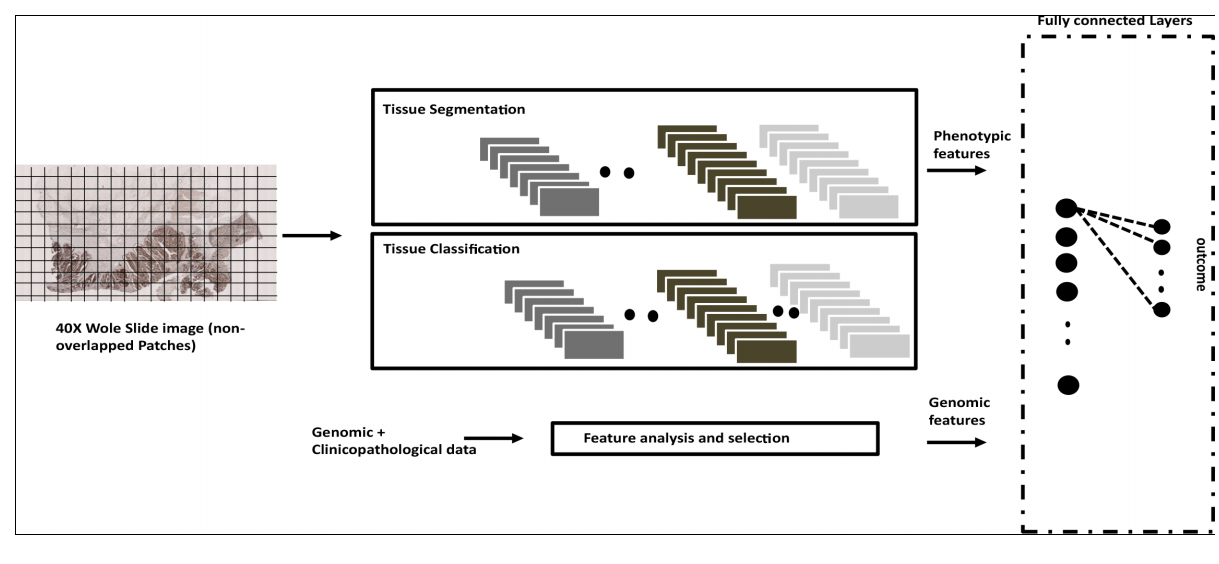 Fully connected Layers
Tissue Segmentation
Phenotypic
features
Tissue Classification
outcome
40X Wole Slide image (non-
overlapped Patches)
Genomic +
Clinicopathological data
Feature analysis and selection
Genomic
features